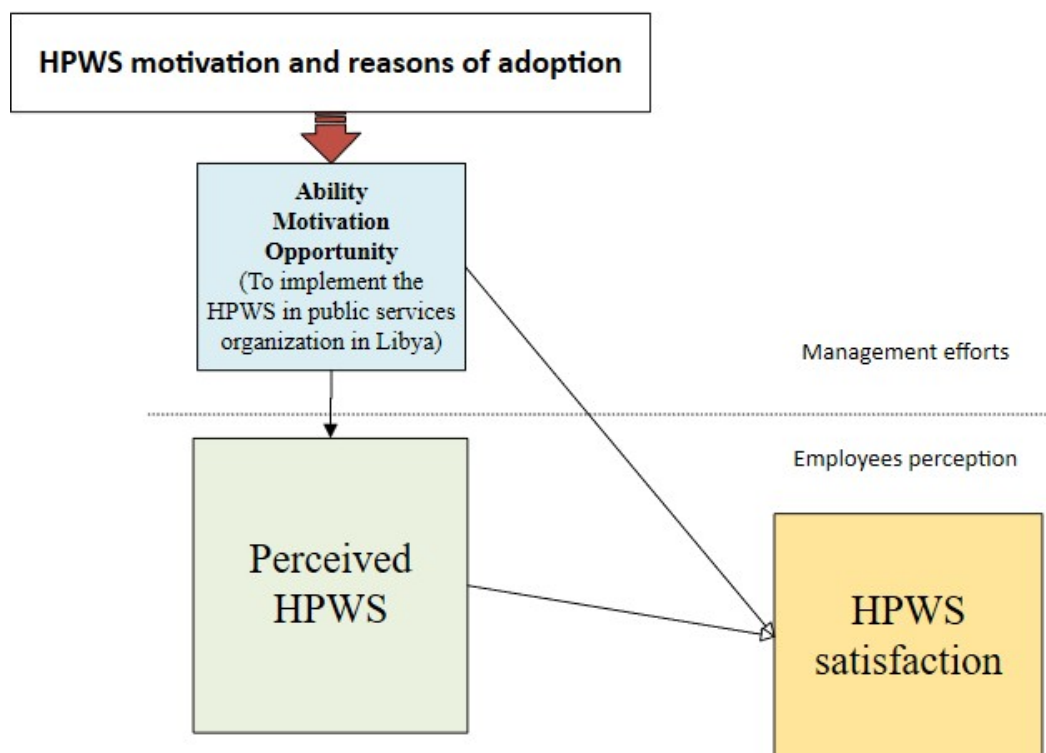 HPWS motivation and reasons of adoption
Ability
Motivation
Opportunity
(To implement the
HPWS in public services
organization in Libya)
Management efforts
Employees perception
Perceived
HPWS
HPWS
satisfaction